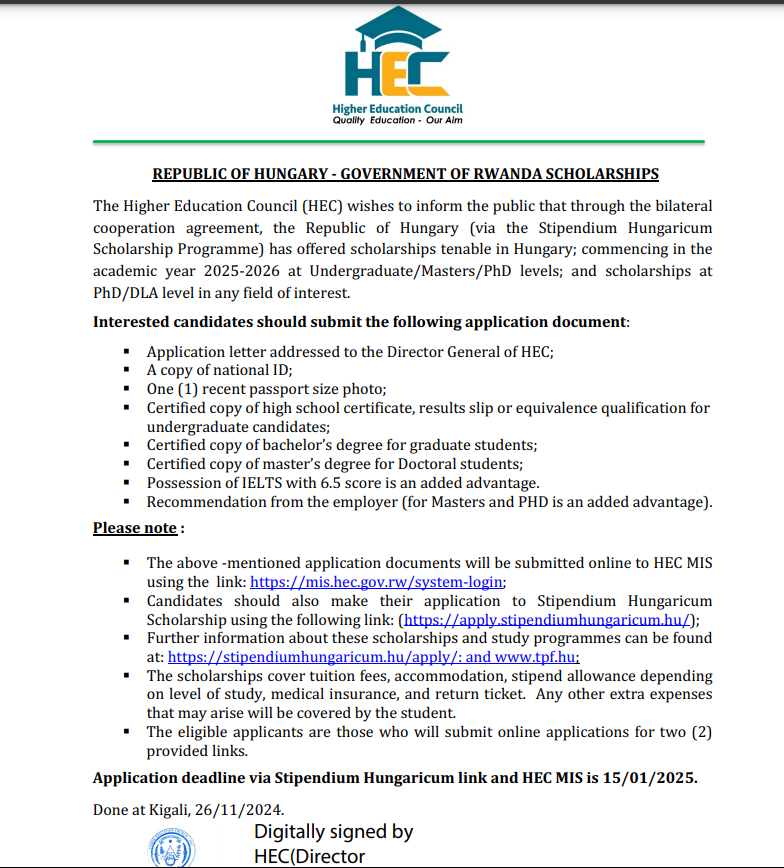 HEC
Higher Education Council
Quality Education - Our Aim
REPUBLIC OF HUNGARY - GOVERNMENT OF RWANDA SCHOLARSHIPS
The Higher Education Council (HEC) wishes to inform the public that through the bilateral
cooperation agreement, the Republic of Hungary (via the Stipendium Hungaricum
Scholarship Programme) has offered scholarships tenable in Hungary; commencing in the
academic year 2025-2026 at Undergraduate/Masters/PhD levels; and scholarships at
PhD/DLA level in any field of interest.
Interested candidates should submit the following application document:
▪ Application letter addressed to the Director General of HEC;
▪ A copy of national ID;
▪ One (1) recent passport size photo;
▪ Certified copy of high school certificate, results slip or equivalence qualification for
undergraduate candidates;
▪ Certified copy of bachelor's degree for graduate students;
▪ Certified copy of master's degree for Doctoral students;
▪ Possession of IELTS with 6.5 score is an added advantage.
▪ Recommendation from the employer (for Masters and PHD is an added advantage).
Please note :
▪ The above -mentioned application documents will be submitted online to HEC MIS
using the link: https://mis.hec.gov.rw/system-login;
▪ Candidates should also make their application to Stipendium Hungaricum
Scholarship using the following link: (https://apply.stipendiumhungaricum.hu/);
▪ Further information about these scholarships and study programmes can be found
at: https://stipendiumhungaricum.hu/apply/: and www.tpf.hu;
▪ The scholarships cover tuition fees, accommodation, stipend allowance depending
on level of study, medical insurance, and return ticket. Any other extra expenses
that may arise will be covered by the student.
▪ The eligible applicants are those who will submit online applications for two (2)
provided links.
Application deadline via Stipendium Hungaricum link and HEC MIS is 15/01/2025.
Done at Kigali, 26/11/2024.
Digitally signed by
HEC(Director